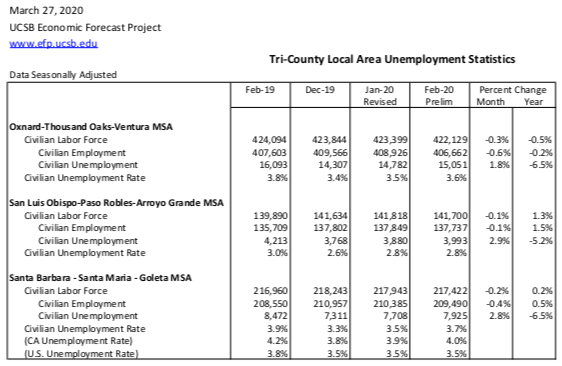 March 27, 2020
UCSB Economic Forecast Project
www.efp.ucsb.edu
Tri-County Local Area Unemployment Statistics
Data Seasonally Adjusted
Feb-19 Dec-19 Jan-20 Feb-20 Percent Change
Revised Prelim Month Year
Oxnard-Thousand Oaks-Ventura MSA
Civilian Labor Force 424,094 423,844 423,399 422,129 -0.3% -0.5%
Civilian Employment 407,603 409,566 408,926 406,662 -0.6% -0.2%
Civilian Unemployment 16,093 14,307 14,782 15,051 1.8% -6.5%
Civilian Unemployment Rate 3.8% 3.4% 3.5% 3.6%
San Luis Obispo-Paso Robles-Arroyo Grande MSA
Civilian Labor Force 139,890 141,634 141,818 141,700 -0.1% 1.3%
Civilian Employment 135,709 137,802 137,849 137,737 -0.1% 1.5%
Civilian Unemployment 4,213 3,768 3,880 3,993 2.9% -5.2%
Civilian Unemployment Rate 3.0% 2.6% 2.8% 2.8%
Santa Barbara - Santa Maria - Goleta MSA
Civilian Labor Force 216,960 218,243 217,943 217,422 -0.2% 0.2%
Civilian Employment 208,550 210,957 210,385 209,490 -0.4% 0.5%
Civilian Unemployment 8,472 7,311 7,708 7,925 2.8% -6.5%
Civilian Unemployment Rate 3.9% 3.3% 3.5% 3.7%
(CA Unemployment Rate) 4.2% 3.8% 3.9% 4.0%
(U.S. Unemployment Rate) 3.8% 3.5% 3.5% 3.5%